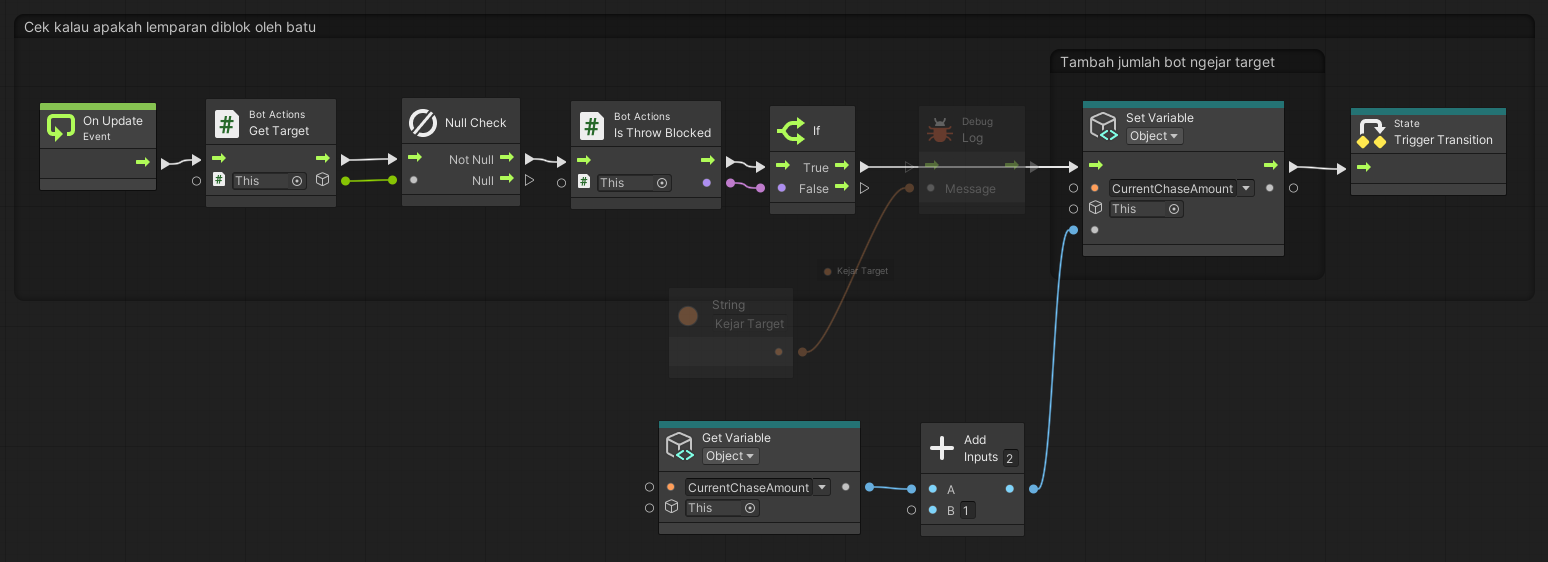 Cek kalau apakah lemparan diblok oleh batu
Tambah jumlah bot ngejar target
On Update
Event
Bot Actions
Get Target
This
Null Check
Not Null
Null
Bot Actions
Is Throw Blocked
This
If
True
False
Debug
Log
Message
Set Variable
Object
CurrentChaseAmount
This
State
Trigger Transition
Kejar Target
String
Kejar Target
Get Variable
Object
CurrentChaseAmount
This
Add
Inputs 2
A
B 1